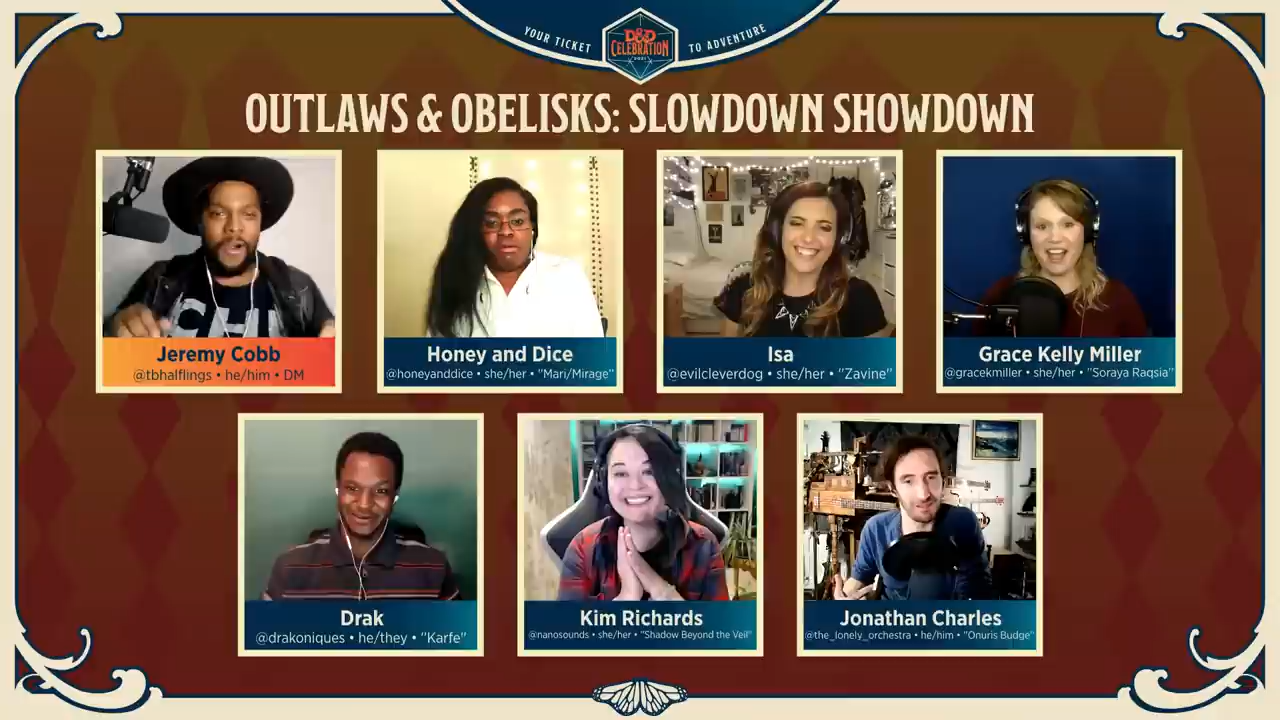 YOUR TICKET
D&D
TO ADVENTURE
CELEBRATION
2021
OUTLAWS & OBELISKS: SLOWDOWN SHOWDOWN
Jeremy Cobb
@tbhalflings • he/him • DM
Honey and Dice
@honeyanddice • she/her • "Mari/Mirage"
Isa
@evilcleverdog • she/her • "Zavine"
Grace Kelly Miller
@gracekmiller • she/her • "Soraya Raqsia"
Drak
@drakoniques • he/they • "Karfe"
Kim Richards
@nanosounds • she/her • "Shadow Beyond the Veil"
Jonathan Charles
@the_lonely_orchestra • he/him • "Onuris Budge"